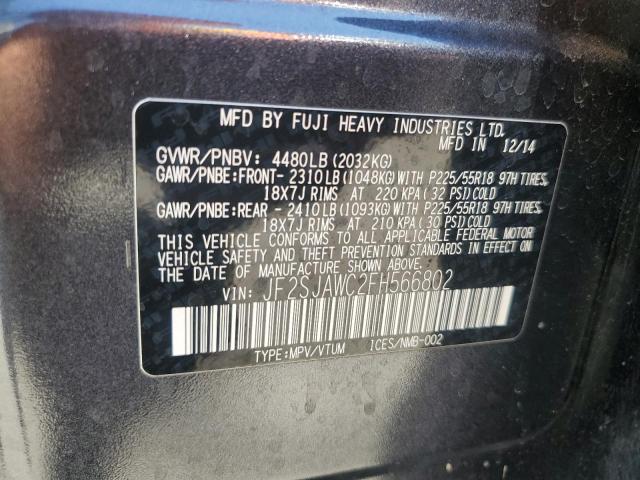 MFD BY FUJI HEAVY INDUSTRIES LTD.
MFD IN 12/14
GVWR/PNBV: 4480LB(2032KG)
GAWR/PNBE:FRONT-2310LB(1048KG)WITH P225/55R18 97H TIRES,
18X7J RIMS AT 220 KPA(32 PSI)COLD
GAWR/PNBE:REAR -2410LB(1093KG)WITH P225/55R18 97H TIRES,
18X7J RIMS AT 210 KPA(30 PSI)COLD
THIS VEHICLE CONFORMS TO ALL APPLICABLE FEDERAL MOTOR
VEHICLE SAFETY AND THEFT PREVENTION STANDARDS IN EFFECT ON
THE DATE OF MANUFACTURE SHOWN ABOVE.
VIN: JF2SJAWC2FH566802
TYPE:MPV/VTUM ICES/NMB-002